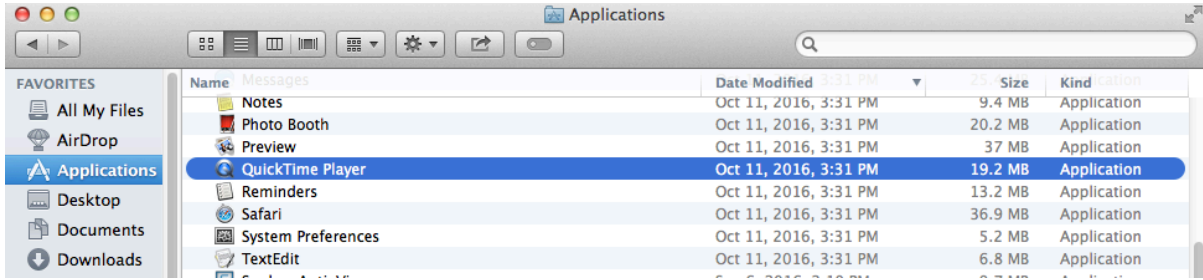 Applications
FAVORITES
All My Files
AirDrop
Applications
Desktop
Documents
Downloads
Name Date Modified Size Kind
Messages 3:31 PM
Notes Oct 11, 2016, 3:31 PM 9.4 MB Application
Photo Booth Oct 11, 2016, 3:31 PM 20.2 MB Application
Preview Oct 11, 2016, 3:31 PM 37 MB Application
QuickTime Player Oct 11, 2016, 3:31 PM 19.2 MB Application
Reminders Oct 11, 2016, 3:31 PM 13.2 MB Application
Safari Oct 11, 2016, 3:31 PM 36.9 MB Application
System Preferences Oct 11, 2016, 3:31 PM 5.2 MB Application
TextEdit Oct 11, 2016, 3:31 PM 6.8 MB Application